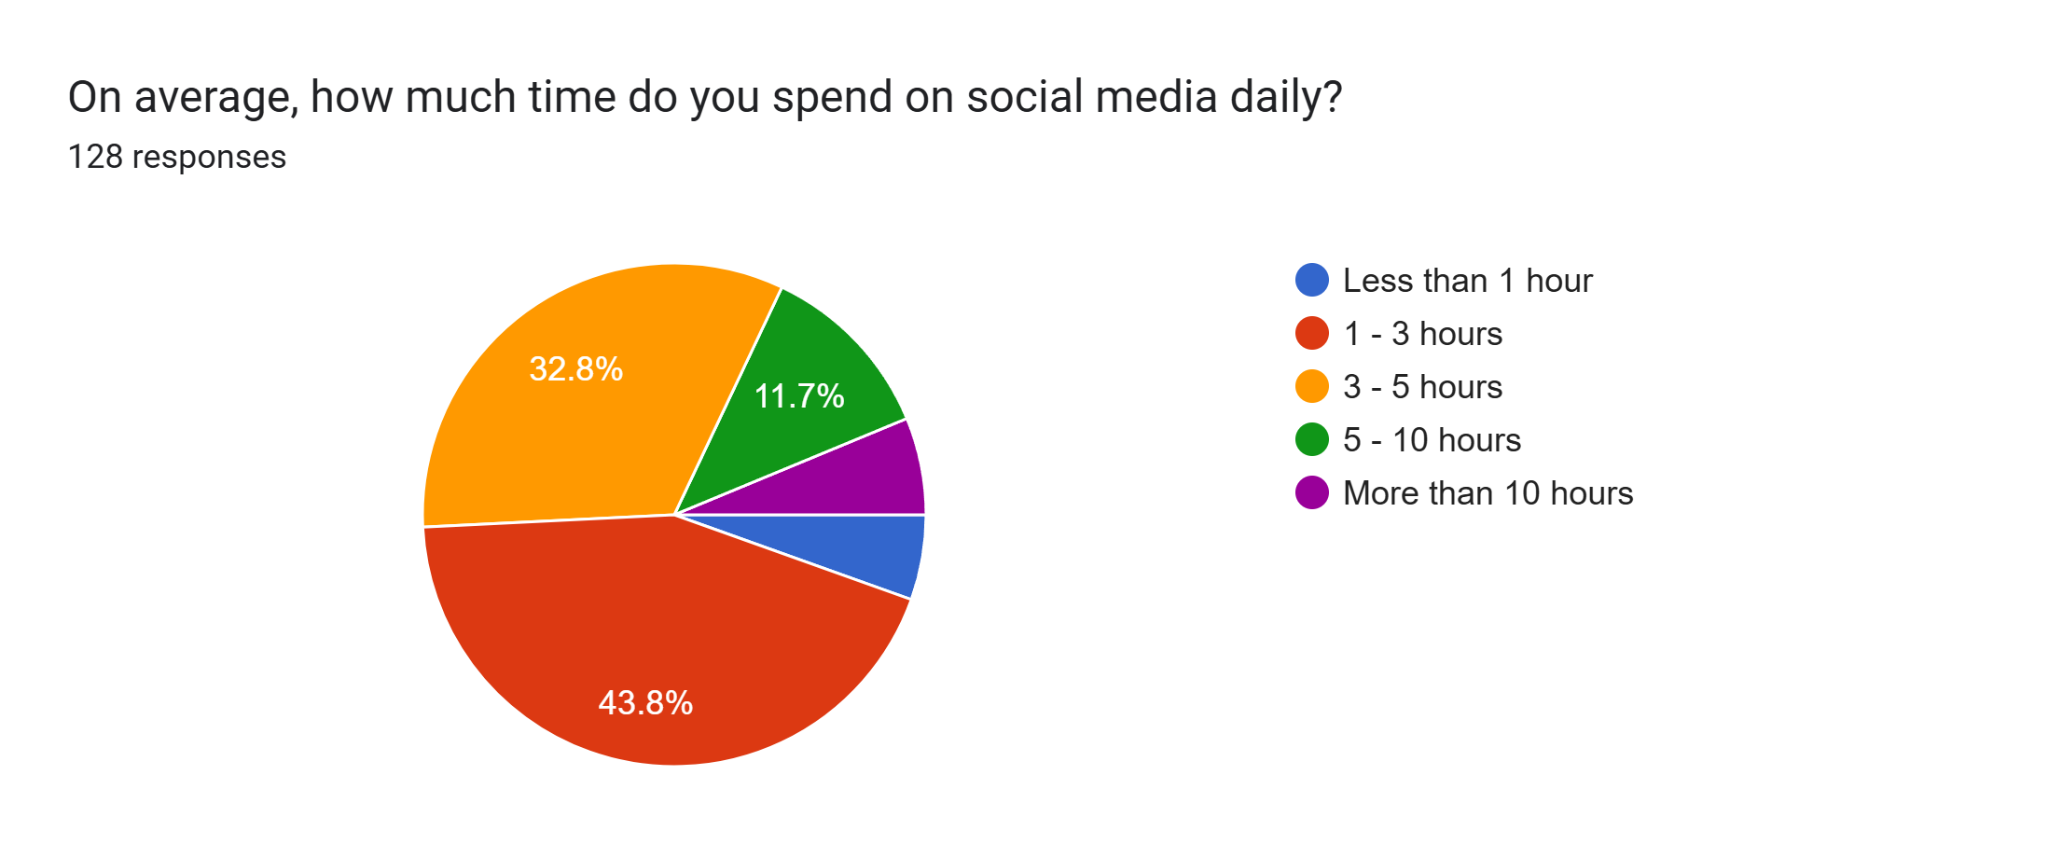 On average, how much time do you spend on social media daily?
128 responses
32.8%
11.7%
43.8%
Less than 1 hour
1 - 3 hours
3 - 5 hours
5 - 10 hours
More than 10 hours